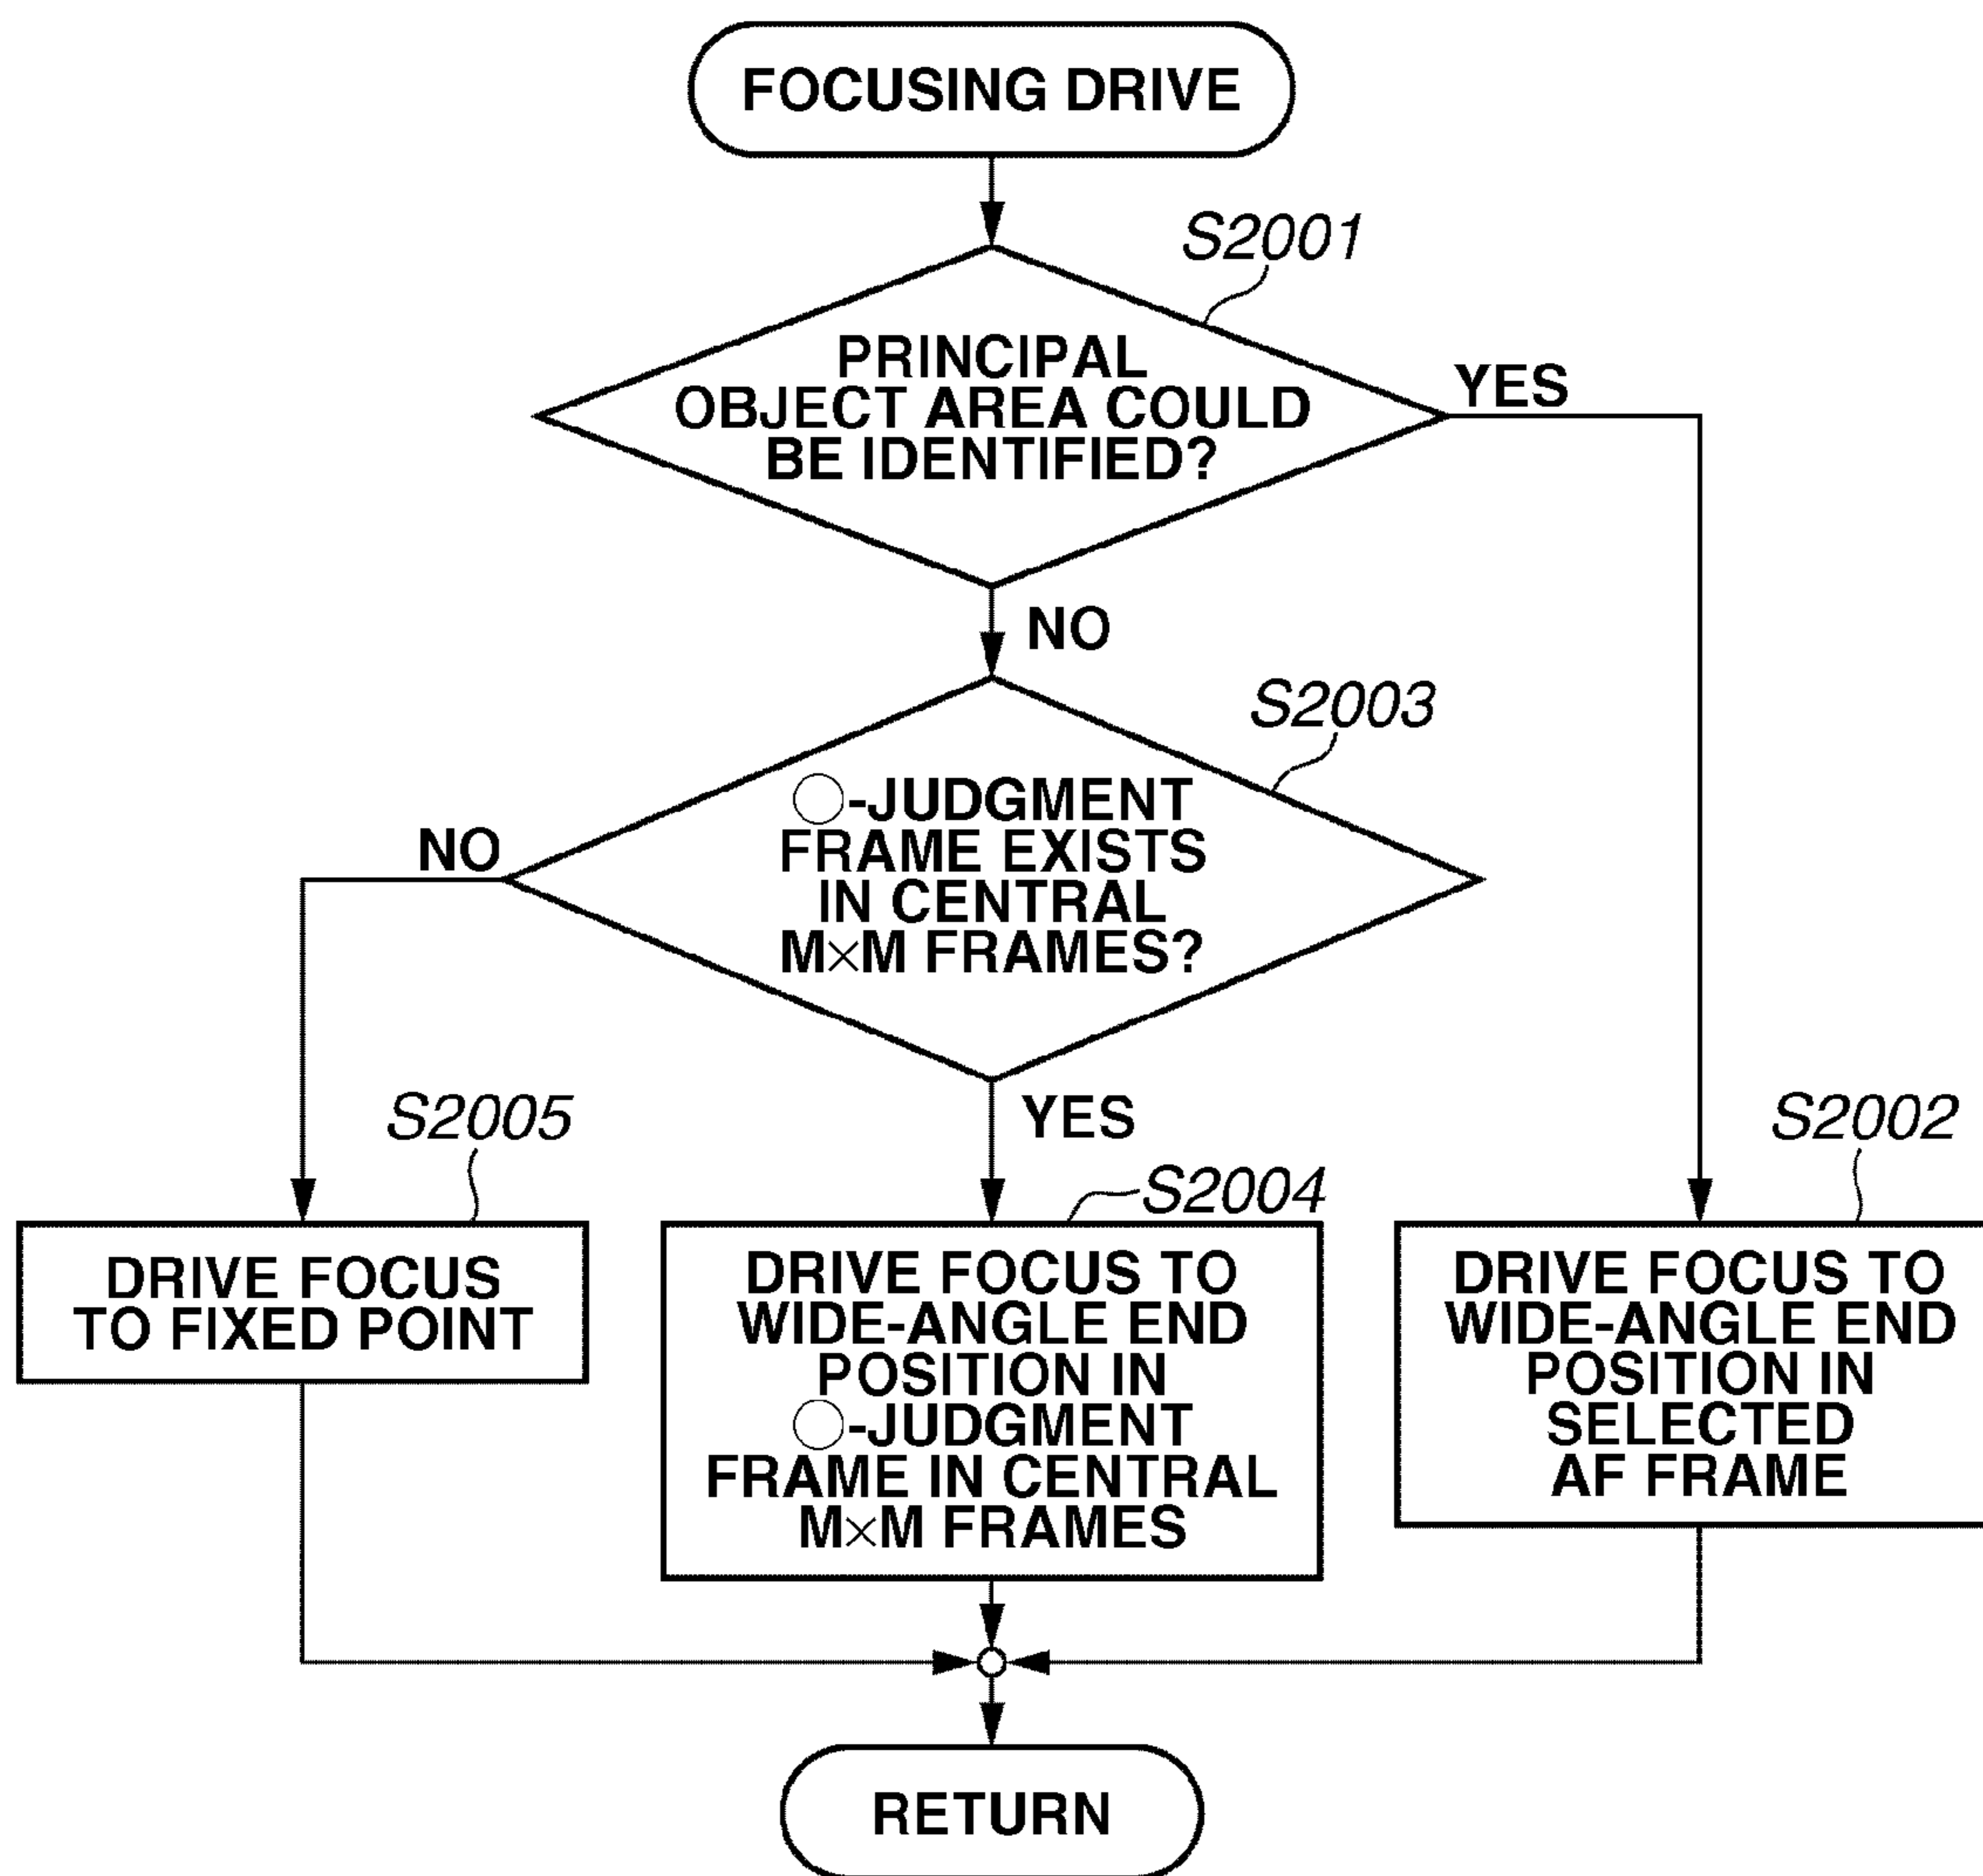 FOCUSING DRIVE
S2001
PRINCIPAL
OBJECT AREA COULD
BE IDENTIFIED?
YES
NO
S2003
○-JUDGMENT
FRAME EXISTS
IN CENTRAL
M×M FRAMES?
NO
YES
S2005
DRIVE FOCUS
TO FIXED POINT
S2004
DRIVE FOCUS TO
WIDE-ANGLE END
POSITION IN
○-JUDGMENT
FRAME IN CENTRAL
M×M FRAMES
S2002
DRIVE FOCUS TO
WIDE-ANGLE END
POSITION IN
SELECTED
AF FRAME
RETURN